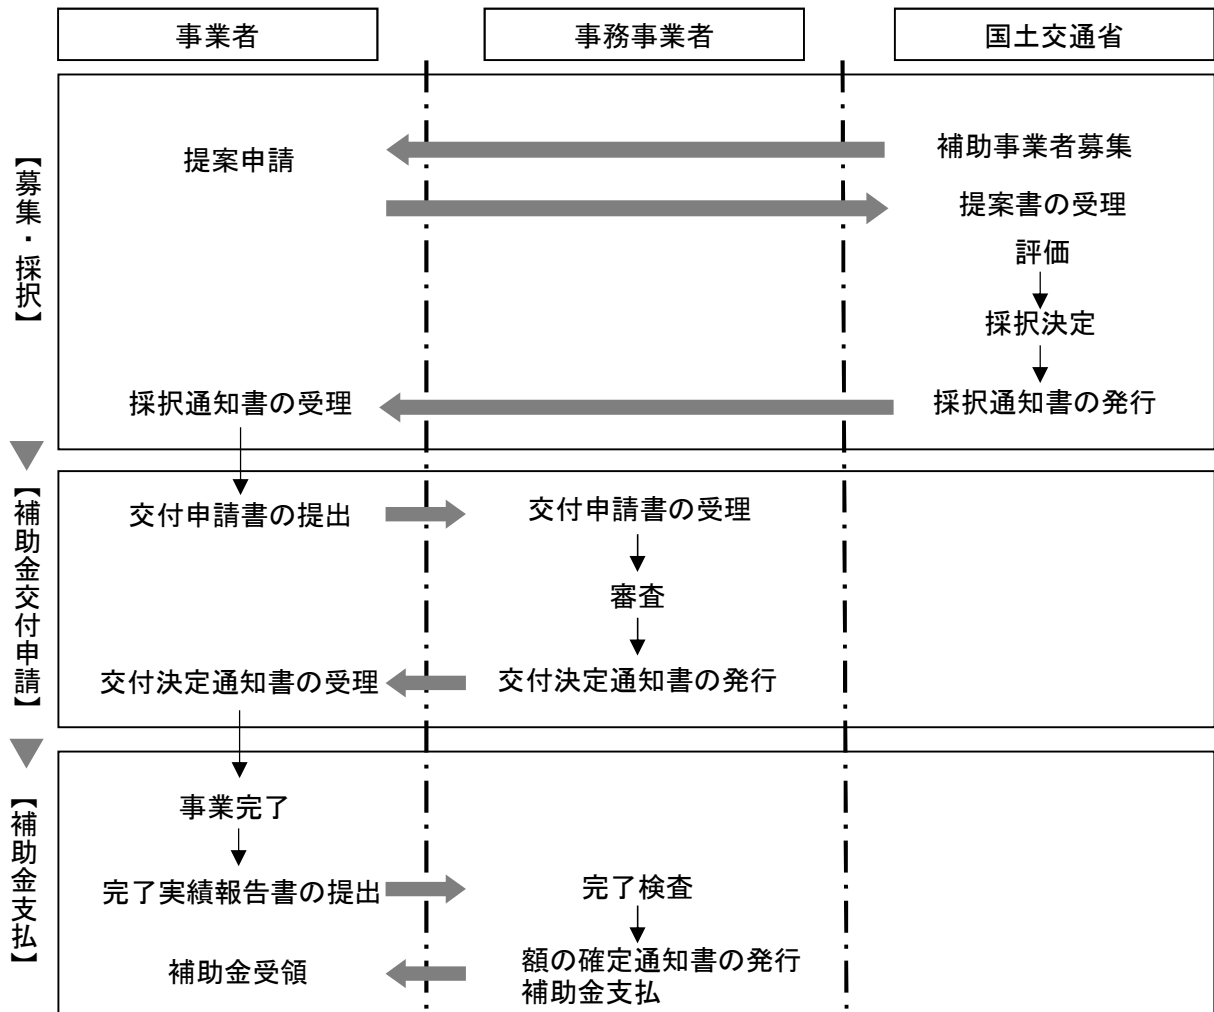 事業者
事務事業者
国土交通省
【募集・採択】
補助事業者募集
提案申請
提案書の受理
評価
採択決定
採択通知書の受理
採択通知書の発行
【補助金交付申請】
交付申請書の提出
交付申請書の受理
審査
交付決定通知書の受理
交付決定通知書の発行
【補助金支払】
事業完了
完了実績報告書の提出
完了検査
補助金受領
額の確定通知書の発行
補助金支払